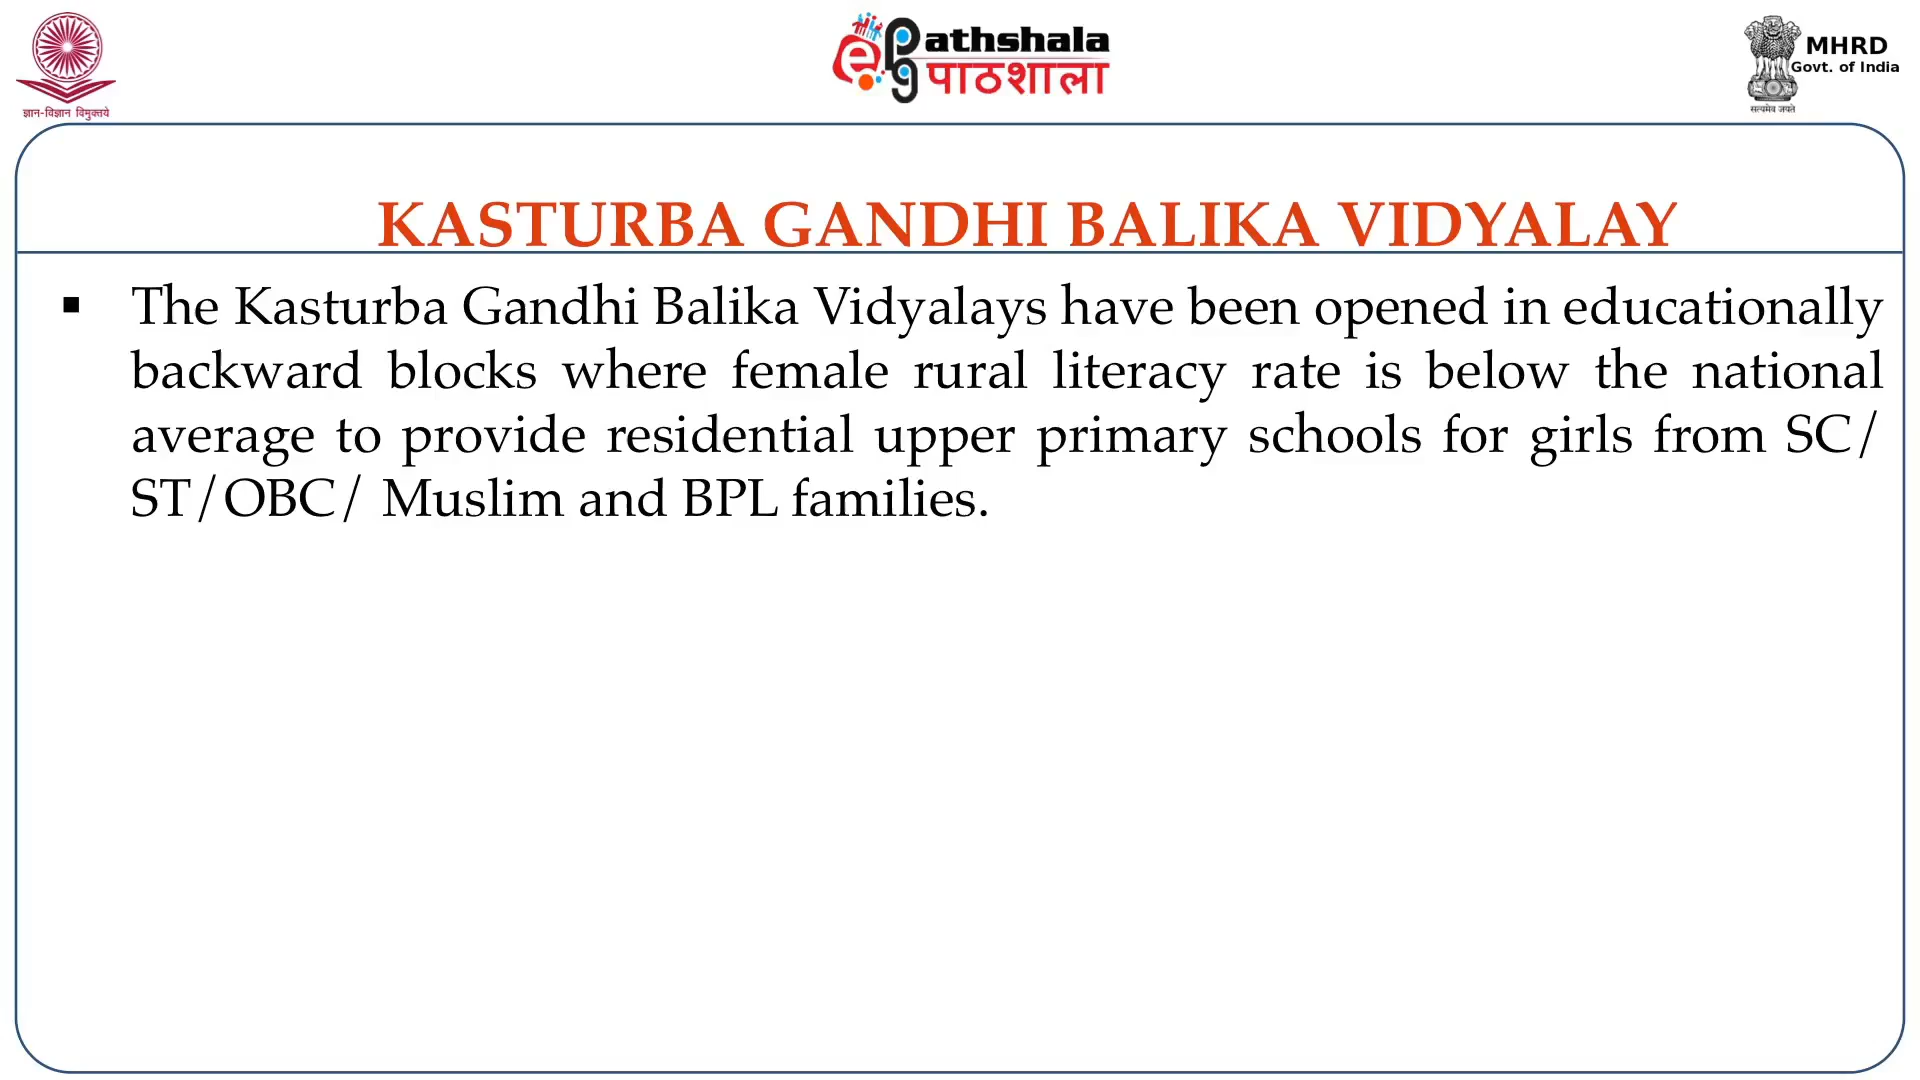 ज्ञान-विज्ञान विमुक्तये
e
Pathshala
पाठशाला
pg
MHRD
Govt. of India
सत्यमेव जयते
KASTURBA GANDHI BALIKA VIDYALAY
▪ The Kasturba Gandhi Balika Vidyalays have been opened in educationally
backward blocks where female rural literacy rate is below the national
average to provide residential upper primary schools for girls from SC/
ST/OBC/ Muslim and BPL families.